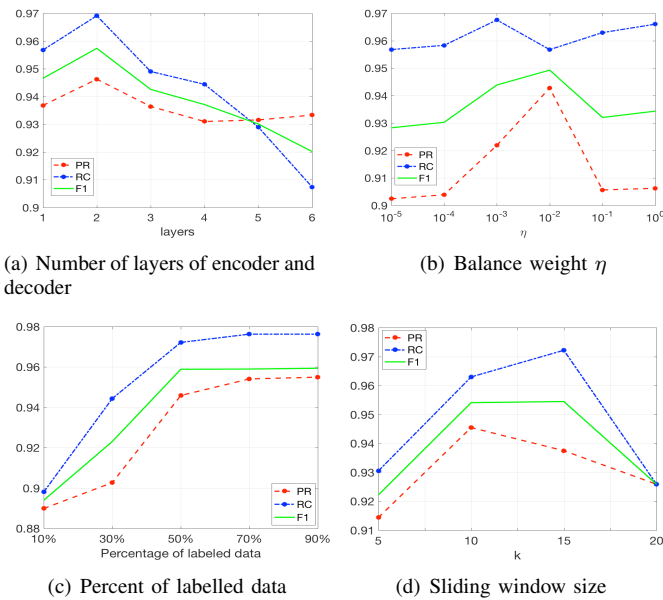 0.97
0.96
0.95
0.94
0.93
0.92
0.91
0.9
PR
RC
F1
1 2 3 4 5 6
layers
(a) Number of layers of encoder and
decoder
0.97
0.96
0.95
0.94
0.93
0.92
0.91
0.9
PR
RC
F1
10-5 10-4 10-3 10-2 10-1 100
η
(b) Balance weight η
0.98
0.96
0.94
0.92
0.9
0.88
PR
RC
F1
10% 30% 50% 70% 90%
Percentage of labeled data
(c) Percent of labelled data
0.98
0.97
0.96
0.95
0.94
0.93
0.92
0.91
PR
RC
F1
5 10 15 20
k
(d) Sliding window size